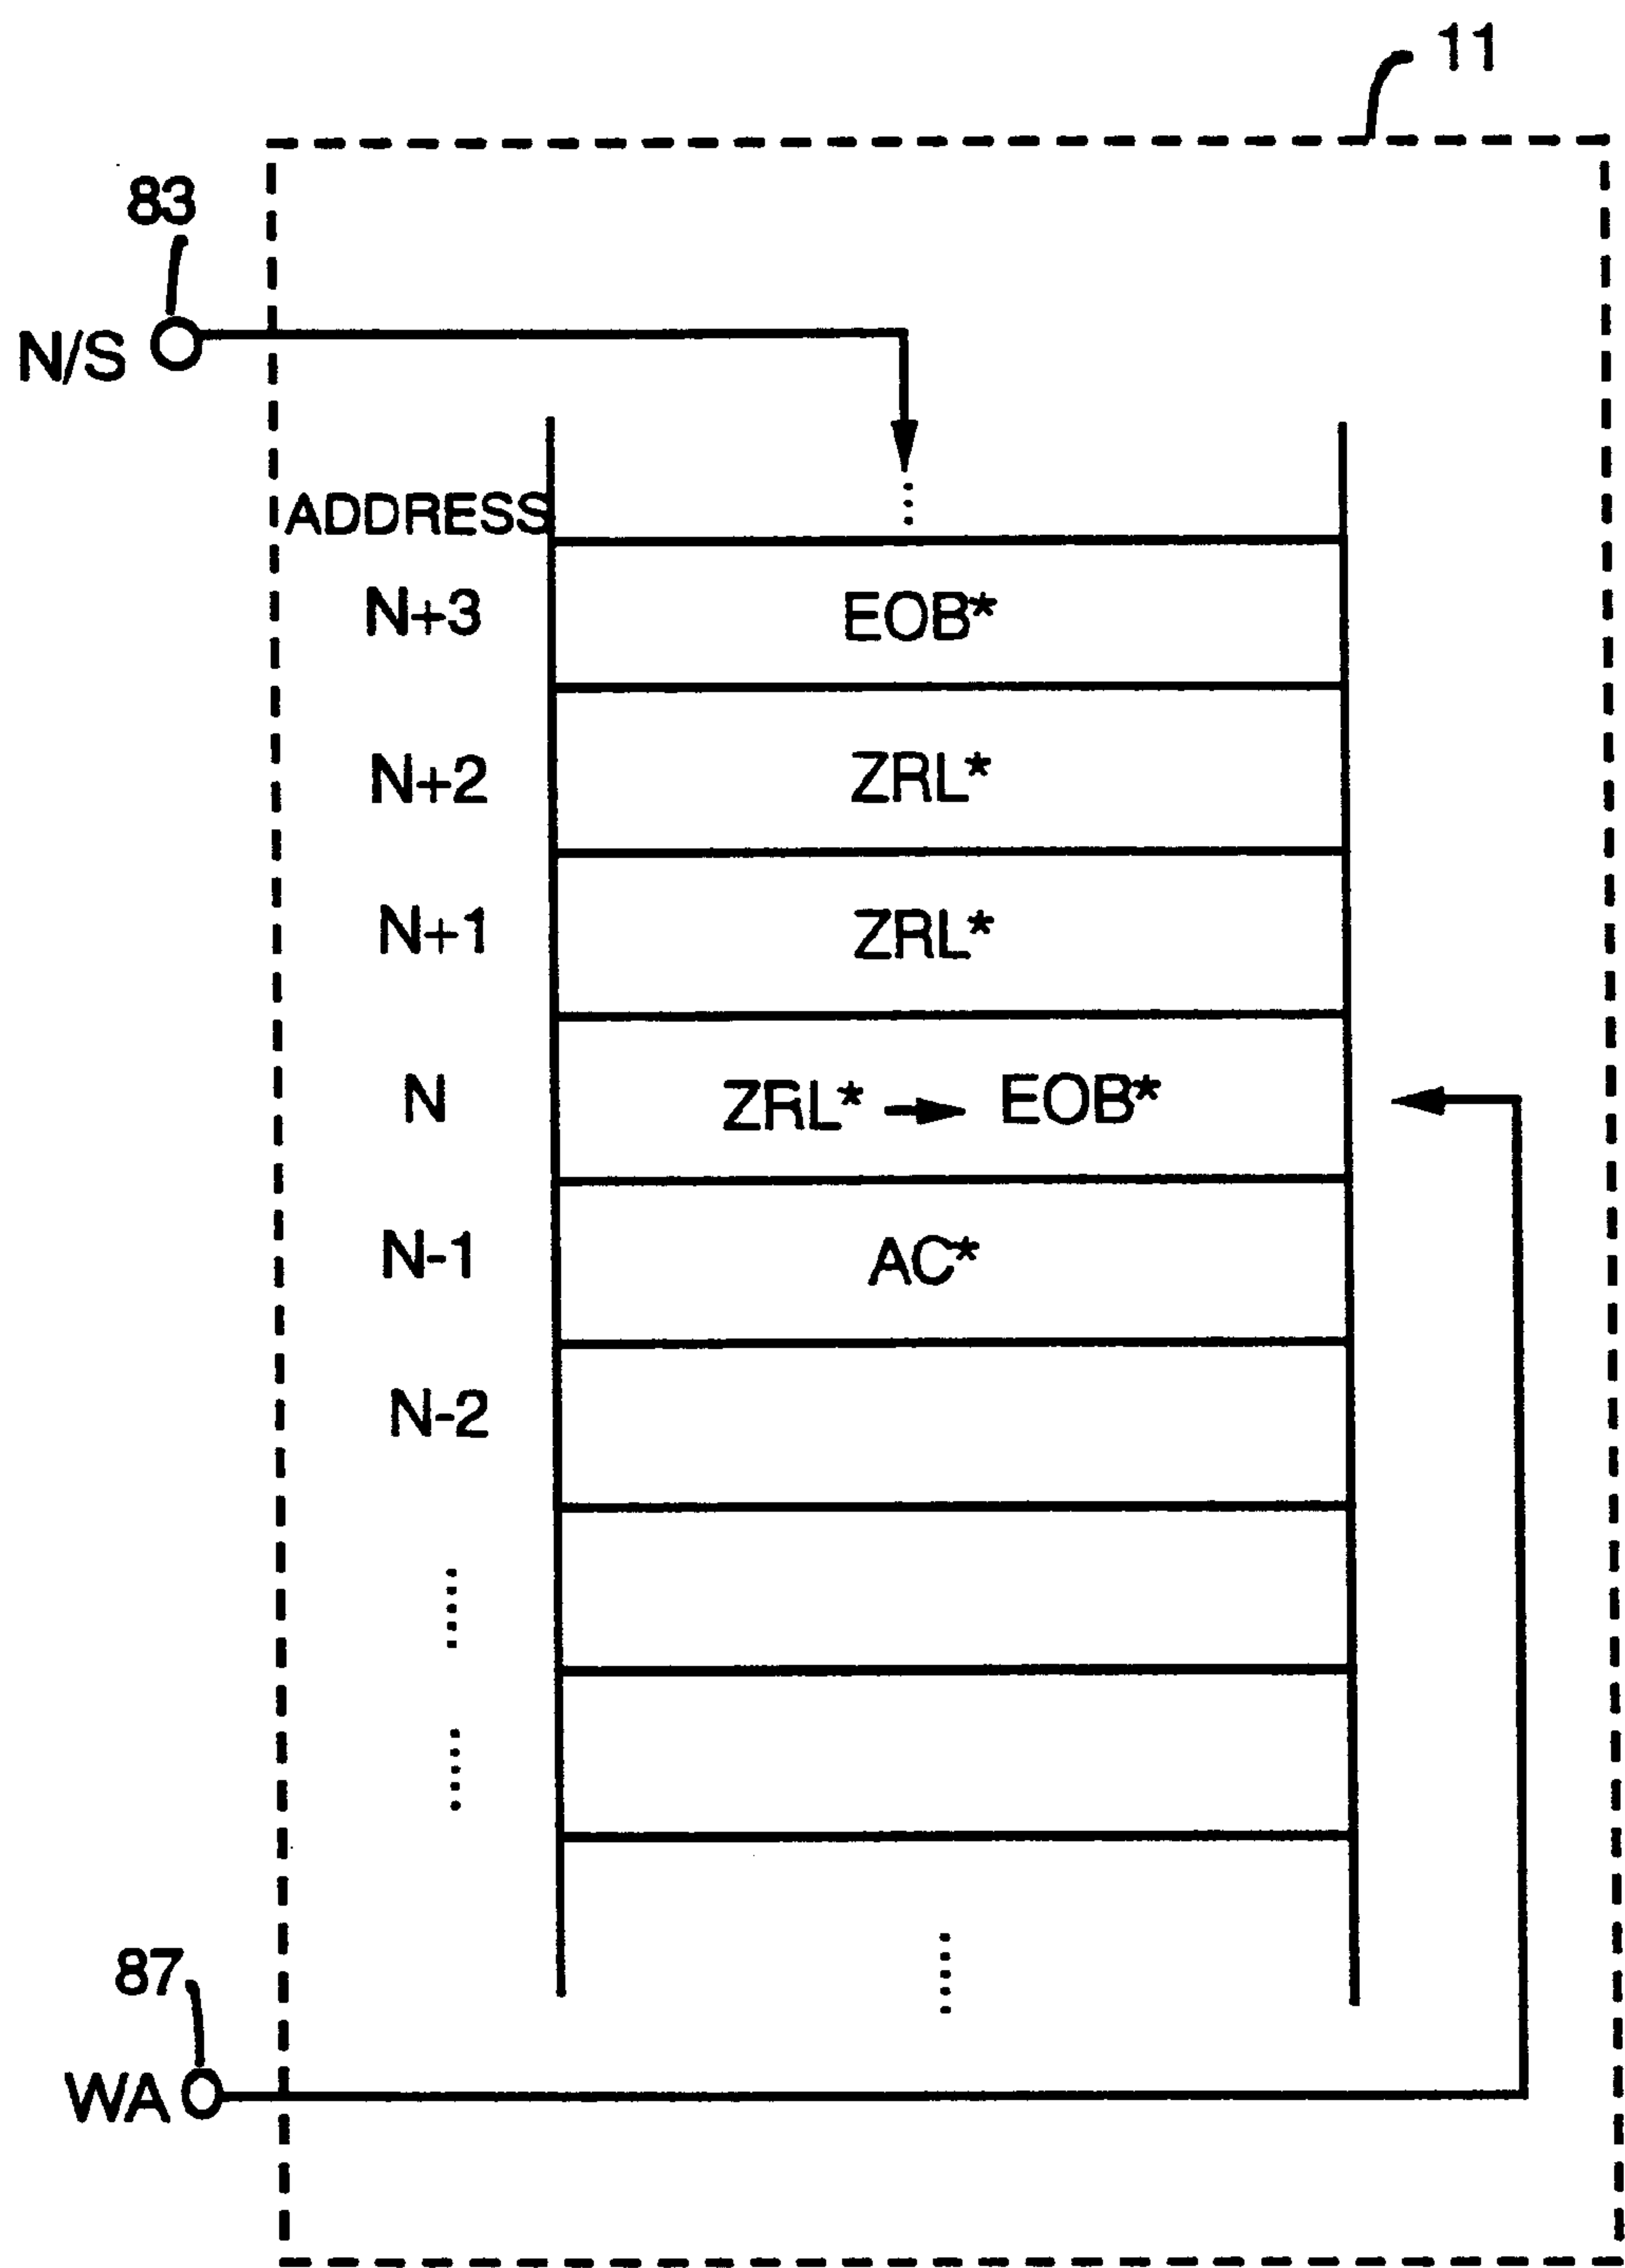 11
83
N/S
ADDRESS
N+3 EOB*
N+2 ZRL*
N+1 ZRL*
N ZRL* → EOB*
N-1 AC*
N-2
87
WA